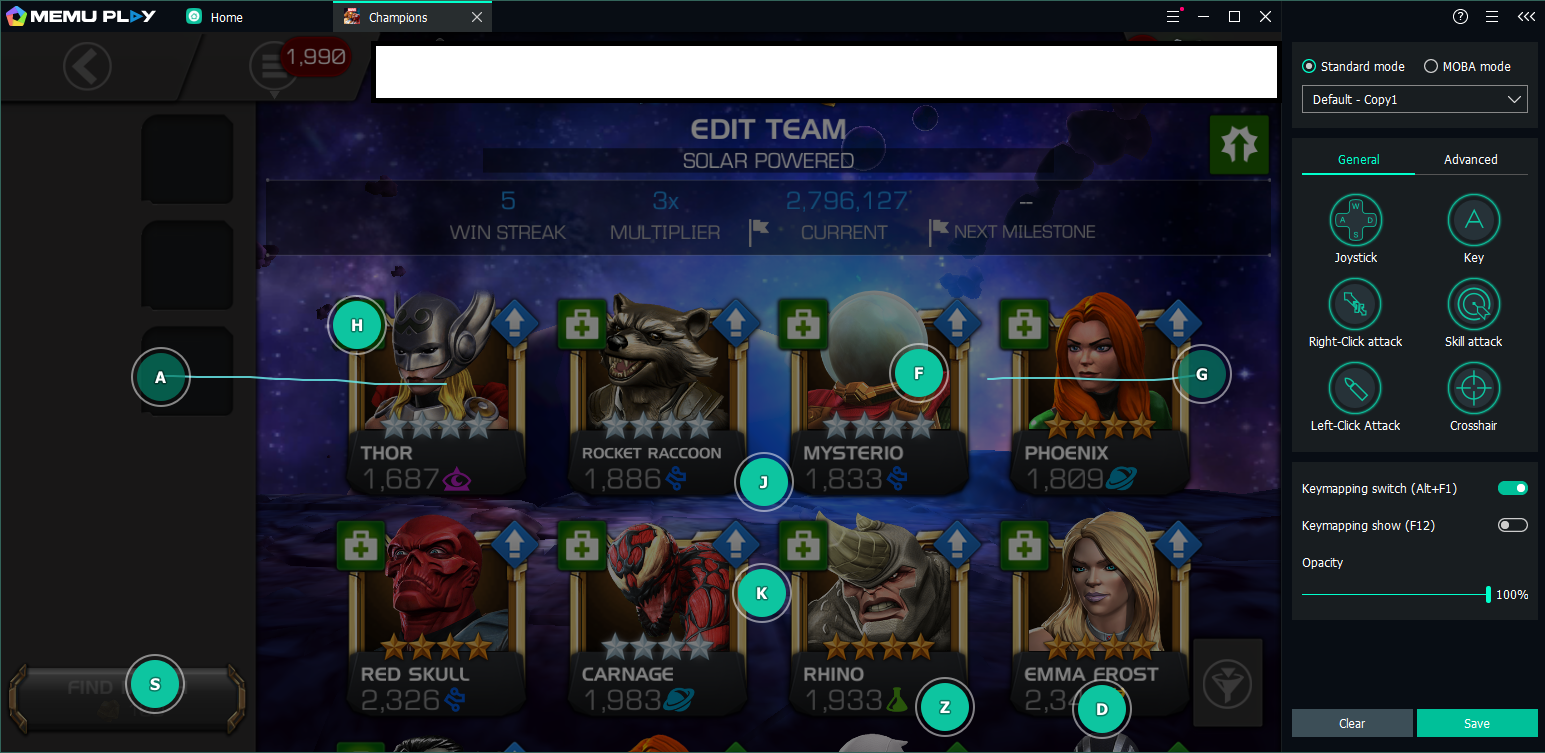 MEMU PLAY
Home
Champions
1,990
EDIT TEAM
SOLAR POWERED
5
3x
2,796,127
--
WIN STREAK
MULTIPLIER
CURRENT
NEXT MILESTONE
H
A
F
G
THOR
1,687
ROCKET RACCOON
1,886
MYSTERIO
1,833
PHOENIX
1,809
J
K
RED SKULL
2,326
CARNAGE
1,983
RHINO
1,933
EMMA FROST
FIND
S
Z
D
Standard mode
MOBA mode
Default - Copy1
General
Advanced
W
A
D
S
A
Joystick
Key
Right-Click attack
Skill attack
Left-Click Attack
Crosshair
Keymapping switch (Alt+F1)
Keymapping show (F12)
Opacity
100%
Clear
Save